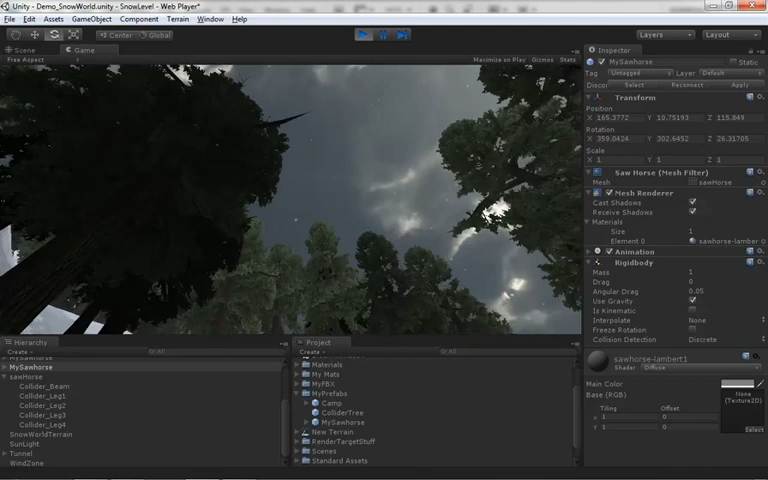 Unity - Demo_SnowWorld.unity - SnowLevel - Web Player*
File Edit Assets GameObject Component Terrain Window Help
Center Global Layers Layout
Scene Game
Free Aspect Maximize on Play Gizmos Stats
Inspector
MySawhorse Static
Tag Untagged Layer Default
Discor Select Reconnect Apply
Transform
Position
X 165.3772 Y 10.75193 Z 115.849
Rotation
X 359.0424 Y 302.6452 Z 26.31705
Scale
X 1 Y 1 Z 1
Saw Horse (Mesh Filter)
Mesh sawHorse
Mesh Renderer
Cast Shadows
Receive Shadows
Materials
Size 1
Element 0 sawhorse-lamber
Animation
Rigidbody
Mass 1
Drag 0
Angular Drag 0.05
Use Gravity
Is Kinematic
Interpolate None
Freeze Rotation
Collision Detection Discrete
sawhorse-lambert1
Shader Diffuse
Main Color
Base (RGB)
None
(Texture2D)
Tiling Offset
x 1 0
y 1 0
Select
Hierarchy
Create All
MySawhorse
MySawhorse
sawHorse
Collider_Beam
Collider_Leg1
Collider_Leg2
Collider_Leg3
Collider_Leg4
SnowWorldTerrain
SunLight
Tunnel
WindZone
Project
Create All
Materials
My Mats
MyFBX
MyPrefabs
Camp
ColliderTree
MySawhorse
New Terrain
RenderTargetStuff
Scenes
Standard Assets